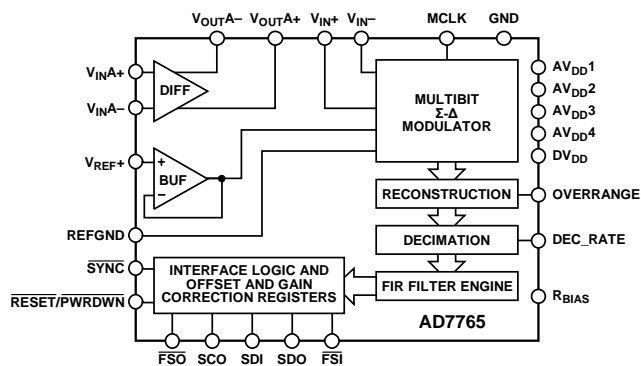 VOUTA− VOUTA+ VIN+ VIN− MCLK GND
VINA+
VINA−
DIFF
MULTIBIT
Σ-Δ
MODULATOR
AVDD1
AVDD2
AVDD3
AVDD4
DVDD
VREF+
+
−
BUF
RECONSTRUCTION
OVERRANGE
REFGND
DECIMATION
DEC_RATE
SYNC
INTERFACE LOGIC AND
OFFSET AND GAIN
CORRECTION REGISTERS
FIR FILTER ENGINE
RESET/PWRDWN
RBIAS
AD7765
FSO SCO SDI SDO FSI